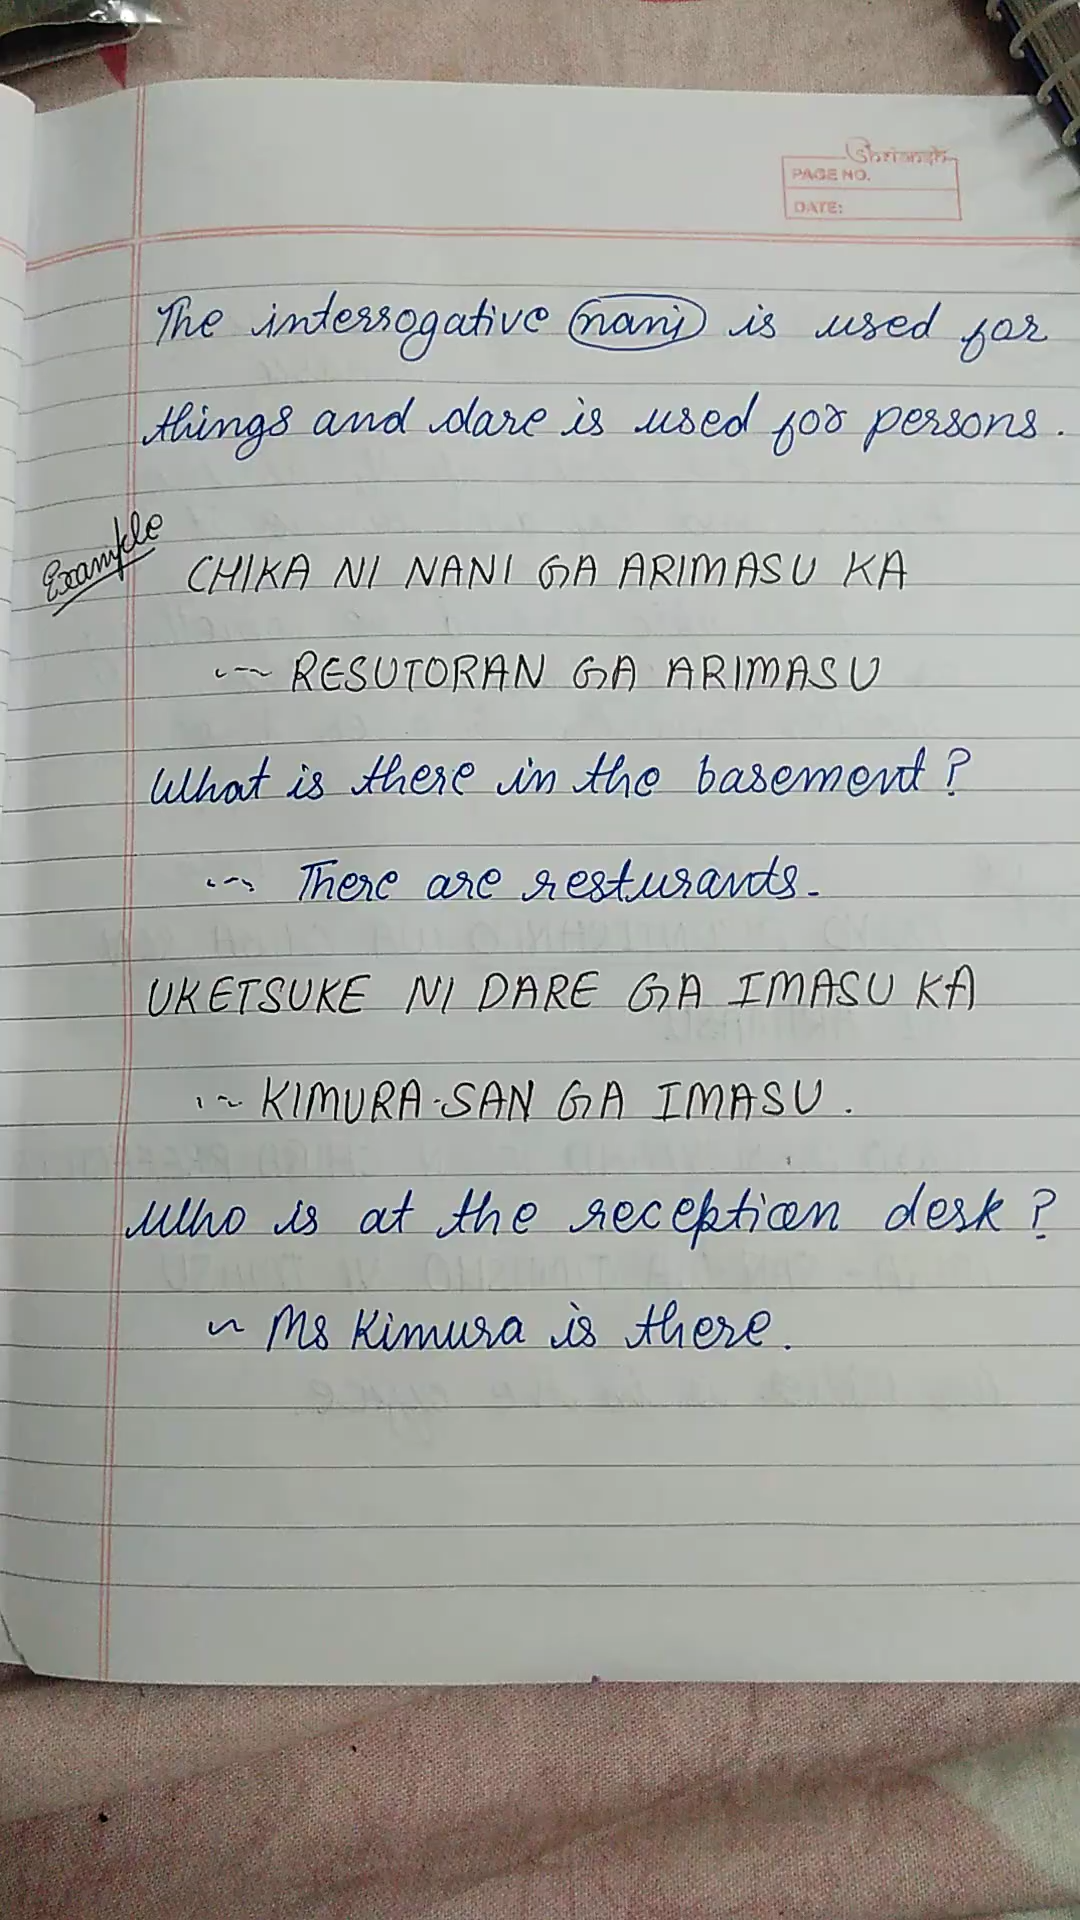 Shriansh
PAGE NO.
DATE:
The interrogative nani is used for
things and dare is used for persons.
Example
CHIKA NI NANI GA ARIMASU KA
~ RESUTORAN GA ARIMASU
What is there in the basement?
~ There are resturants.
UKETSUKE NI DARE GA IMASU KA
~ KIMURA-SAN GA IMASU.
Who is at the reception desk?
~ Ms Kimura is there.